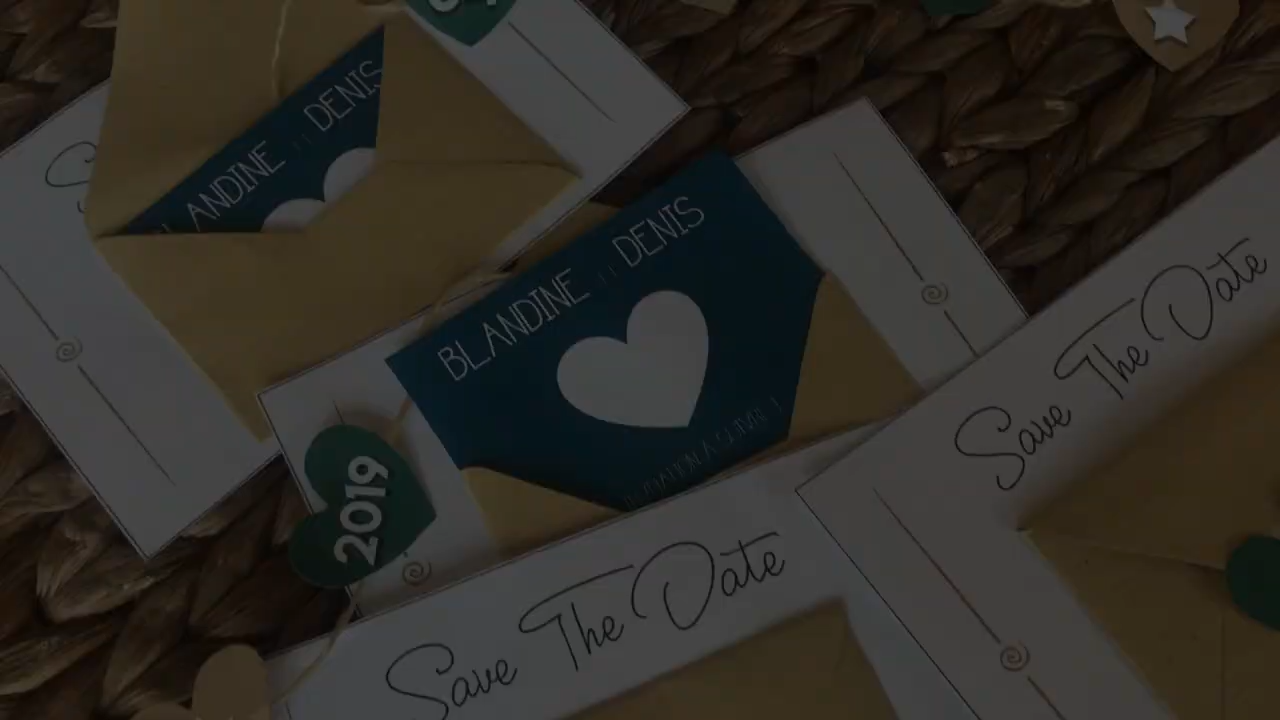 BLANDINE
DENIS
BLANDINE
DENIS
2019
Save The Date
Save The Date